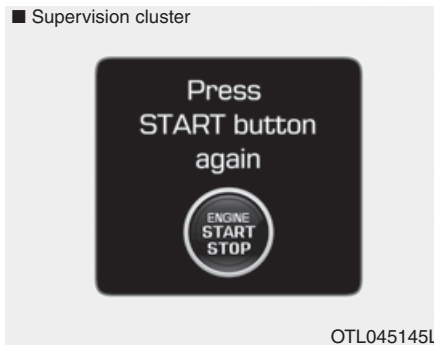 ■ Supervision cluster
Press
START button
again
ENGINE
START
STOP
OTL045145L